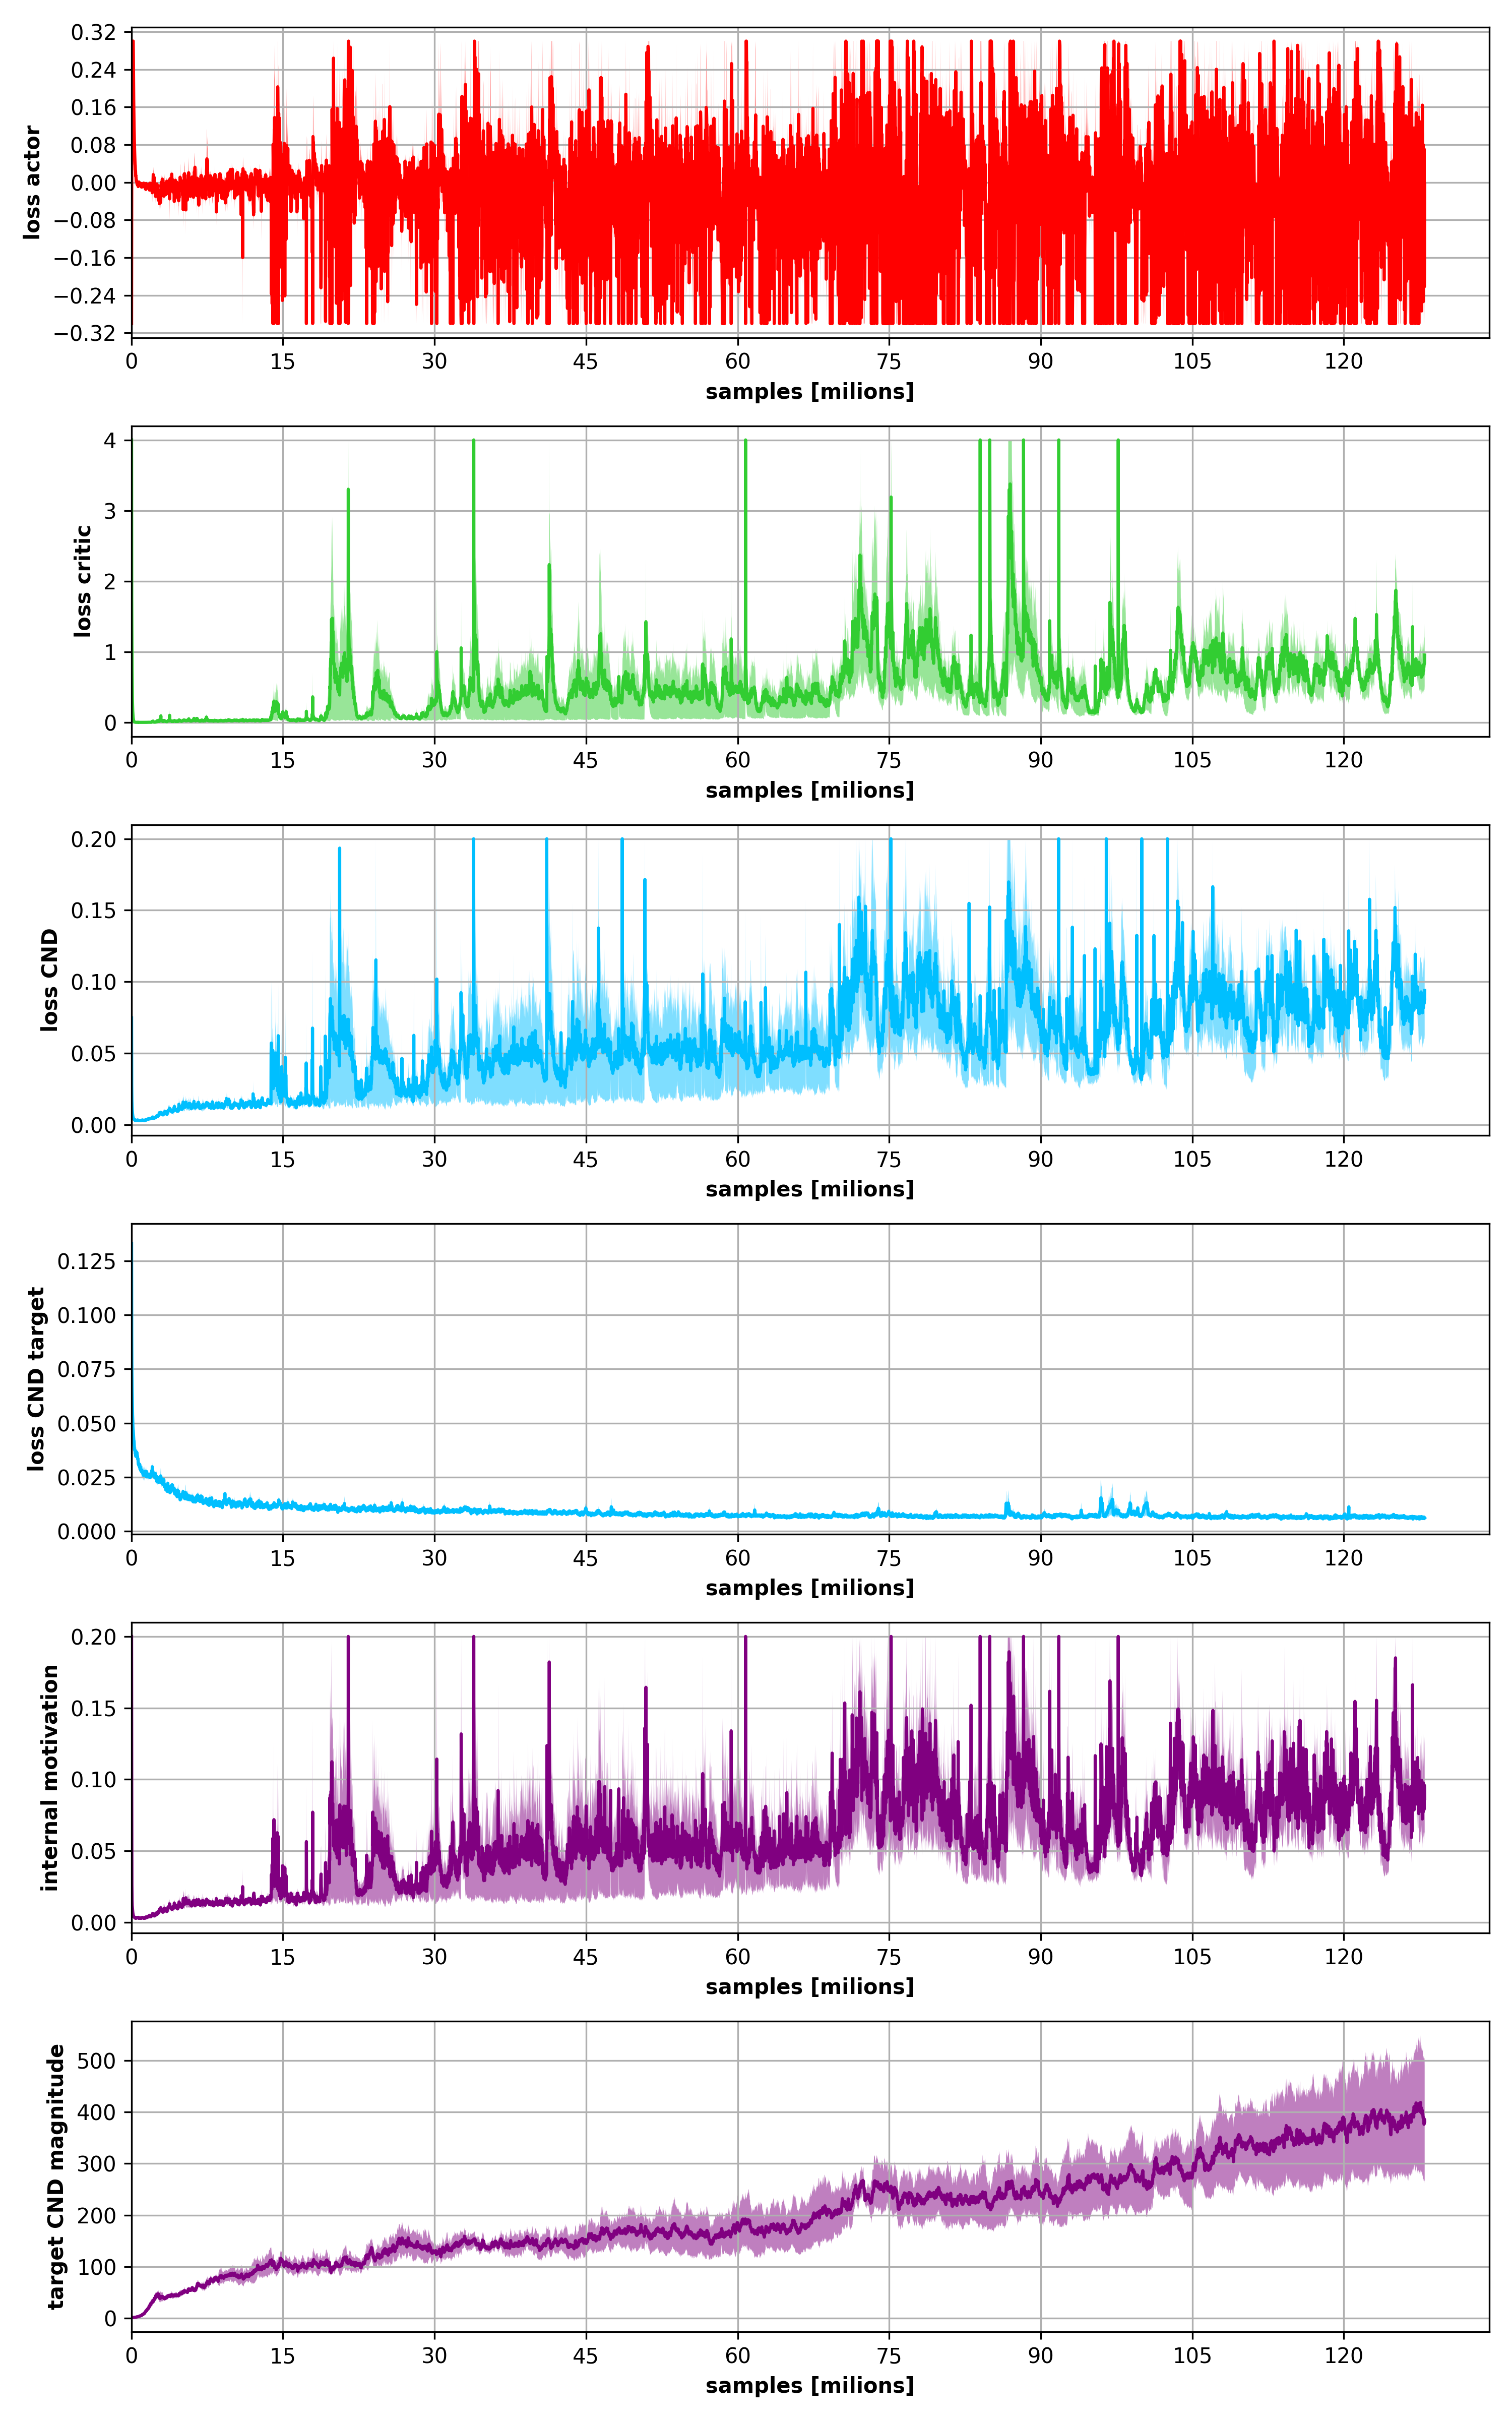 loss actor
0.32
0.24
0.16
0.08
0.00
−0.08
−0.16
−0.24
−0.32
0 15 30 45 60 75 90 105 120
samples [milions]
loss critic
4
3
2
1
0
0 15 30 45 60 75 90 105 120
samples [milions]
loss CND
0.20
0.15
0.10
0.05
0.00
0 15 30 45 60 75 90 105 120
samples [milions]
loss CND target
0.125
0.100
0.075
0.050
0.025
0.000
0 15 30 45 60 75 90 105 120
samples [milions]
internal motivation
0.20
0.15
0.10
0.05
0.00
0 15 30 45 60 75 90 105 120
samples [milions]
target CND magnitude
500
400
300
200
100
0
0 15 30 45 60 75 90 105 120
samples [milions]